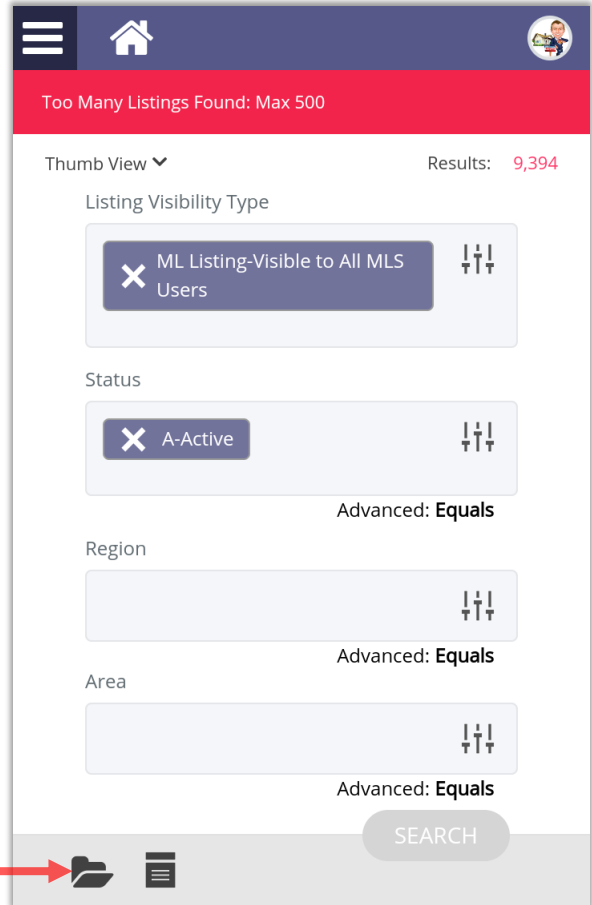 Too Many Listings Found: Max 500
Thumb View Results: 9,394
Listing Visibility Type
ML Listing-Visible to All MLS
Users
Status
A-Active
Advanced: Equals
Region
Advanced: Equals
Area
Advanced: Equals
SEARCH